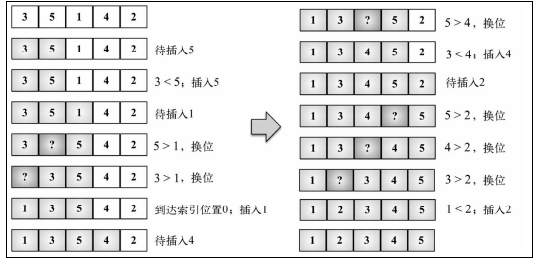 3 5 1 4 2
3 5 1 4 2 待插入5
3 5 1 4 2 3 < 5；插入5
3 5 1 4 2 待插入1
3 ? 5 4 2 5 > 1，换位
? 3 5 4 2 3 > 1，换位
1 3 5 4 2 到达索引位置0；插入1
1 3 5 4 2 待插入4
1 3 ? 5 2 5 > 4，换位
1 3 4 5 2 3 < 4；插入4
1 3 4 5 2 待插入2
1 3 4 ? 5 5 > 2，换位
1 3 ? 4 5 4 > 2，换位
1 ? 3 4 5 3 > 2，换位
1 2 3 4 5 1 < 2；插入2
1 2 3 4 5